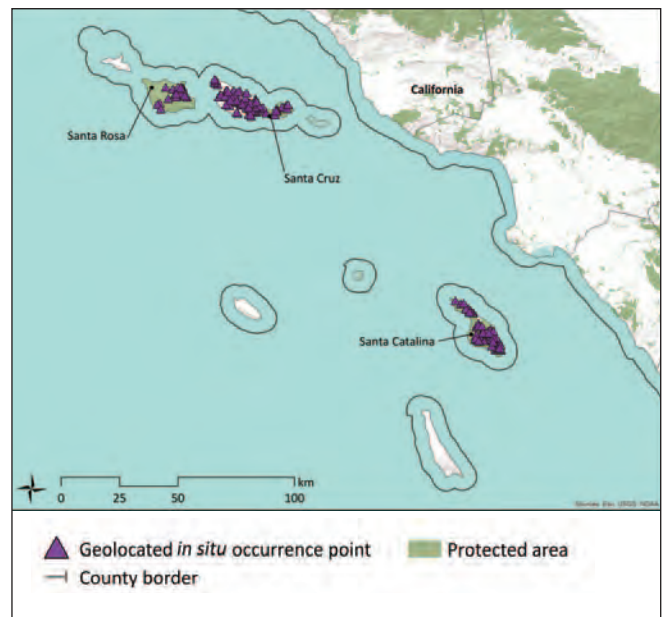 California
Santa Rosa
Santa Cruz
Santa Catalina
km
0 25 50 100
Geolocated in situ occurrence point
Protected area
County border